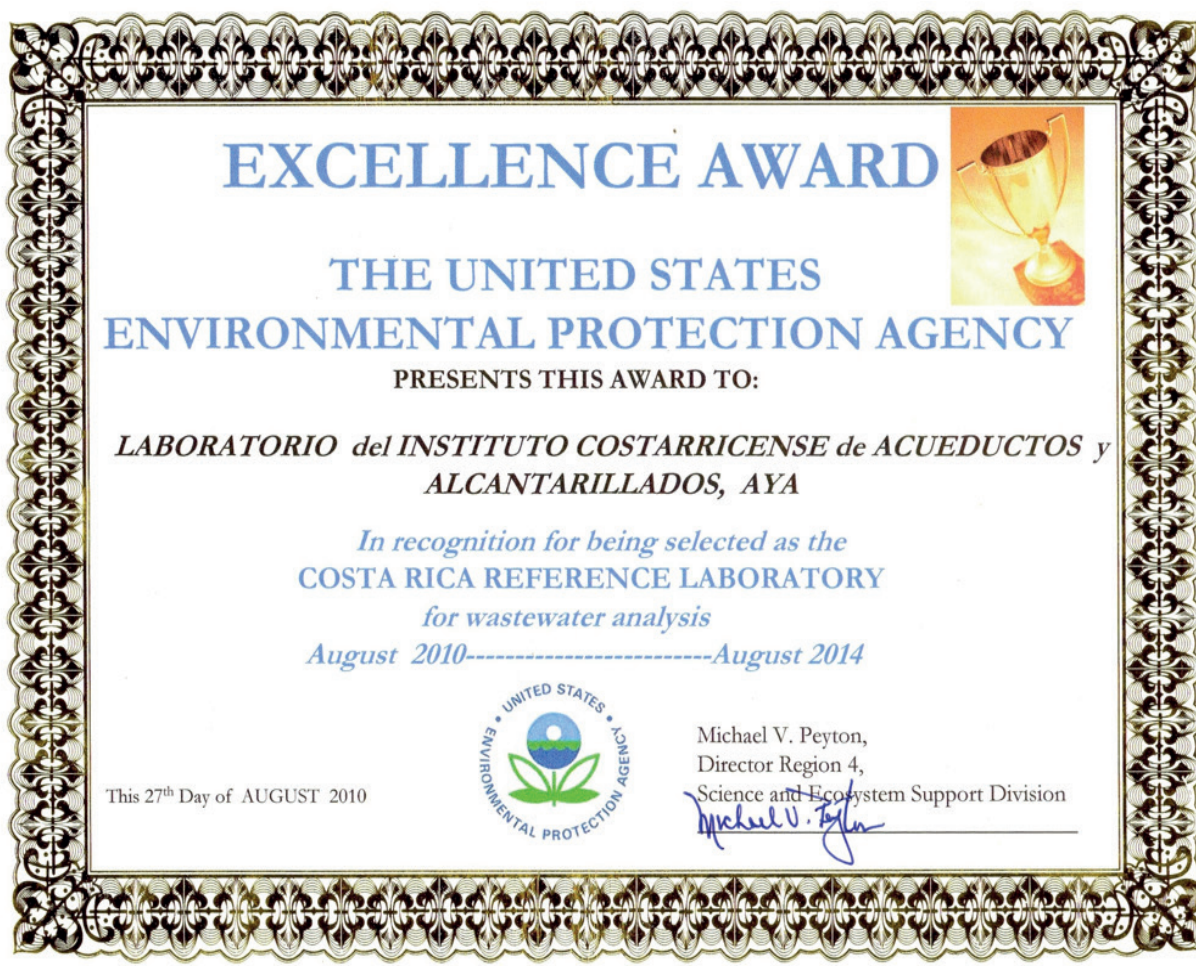 EXCELLENCE AWARD
THE UNITED STATES
ENVIRONMENTAL PROTECTION AGENCY
PRESENTS THIS AWARD TO:
LABORATORIO del INSTITUTO COSTARRICENSE de ACUEDUCTOS y
ALCANTARILLADOS, AYA
In recognition for being selected as the
COSTA RICA REFERENCE LABORATORY
for wastewater analysis
August 2010-------------------------August 2014
UNITED STATES • ENVIRONMENTAL PROTECTION AGENCY •
This 27th Day of AUGUST 2010
Michael V. Peyton,
Director Region 4,
Science and Ecosystem Support Division
Michael V. Peyton